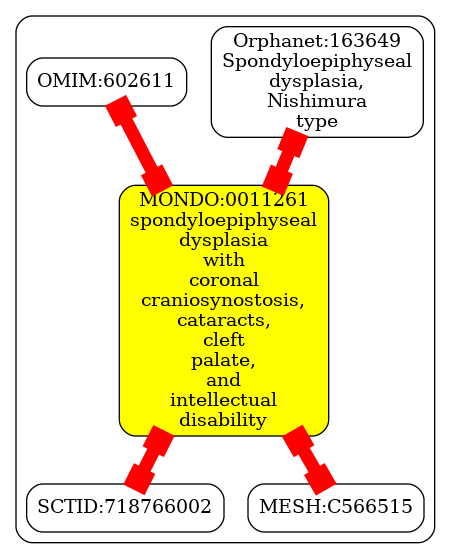 OMIM:602611
Orphanet:163649
Spondyloepiphyseal
dysplasia,
Nishimura
type
MONDO:0011261
spondyloepiphyseal
dysplasia
with
coronal
craniosynostosis,
cataracts,
cleft
palate,
and
intellectual
disability
SCTID:718766002
MESH:C566515